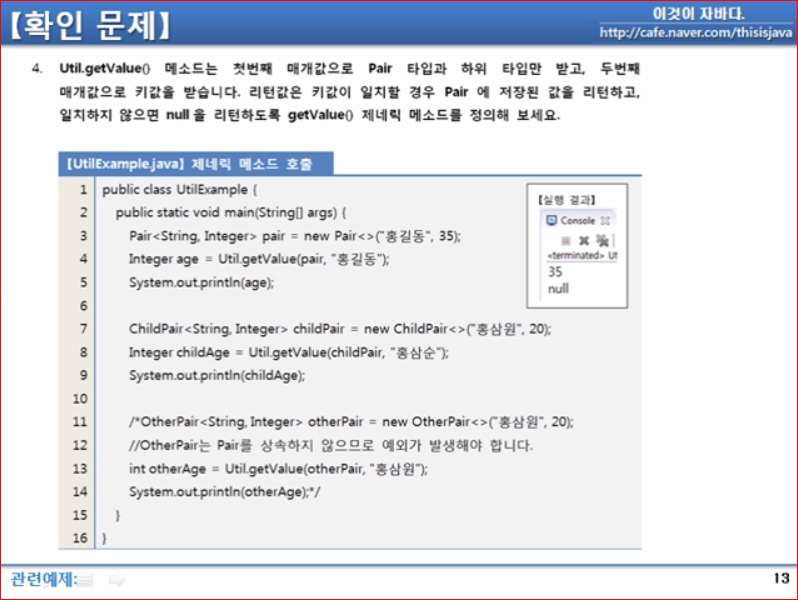 【확인 문제】
이것이 자바다.
http://cafe.naver.com/thisisjava
4. Util.getValue() 메소드는 첫번째 매개값으로 Pair 타입과 하위 타입만 받고, 두번째
매개값으로 키값을 받습니다. 리턴값은 키값이 일치할 경우 Pair 에 저장된 값을 리턴하고,
일치하지 않으면 null 을 리턴하도록 getValue() 제네릭 메소드를 정의해 보세요.
【UtilExample.java】 제네릭 메소드 호출
1 public class UtilExample {
2 public static void main(String[] args) {
3 Pair<String, Integer> pair = new Pair<>("홍길동", 35);
4 Integer age = Util.getValue(pair, "홍길동");
5 System.out.println(age);
6
7 ChildPair<String, Integer> childPair = new ChildPair<>("홍삼원", 20);
8 Integer childAge = Util.getValue(childPair, "홍삼순");
9 System.out.println(childAge);
10
11 /*OtherPair<String, Integer> otherPair = new OtherPair<>("홍삼원", 20);
12 //OtherPair는 Pair를 상속하지 않으므로 예외가 발생해야 합니다.
13 int otherAge = Util.getValue(otherPair, "홍삼원");
14 System.out.println(otherAge);*/
15 }
16 }
【실행 결과】
Console
<terminated> Ut
35
null
관련예제:
13